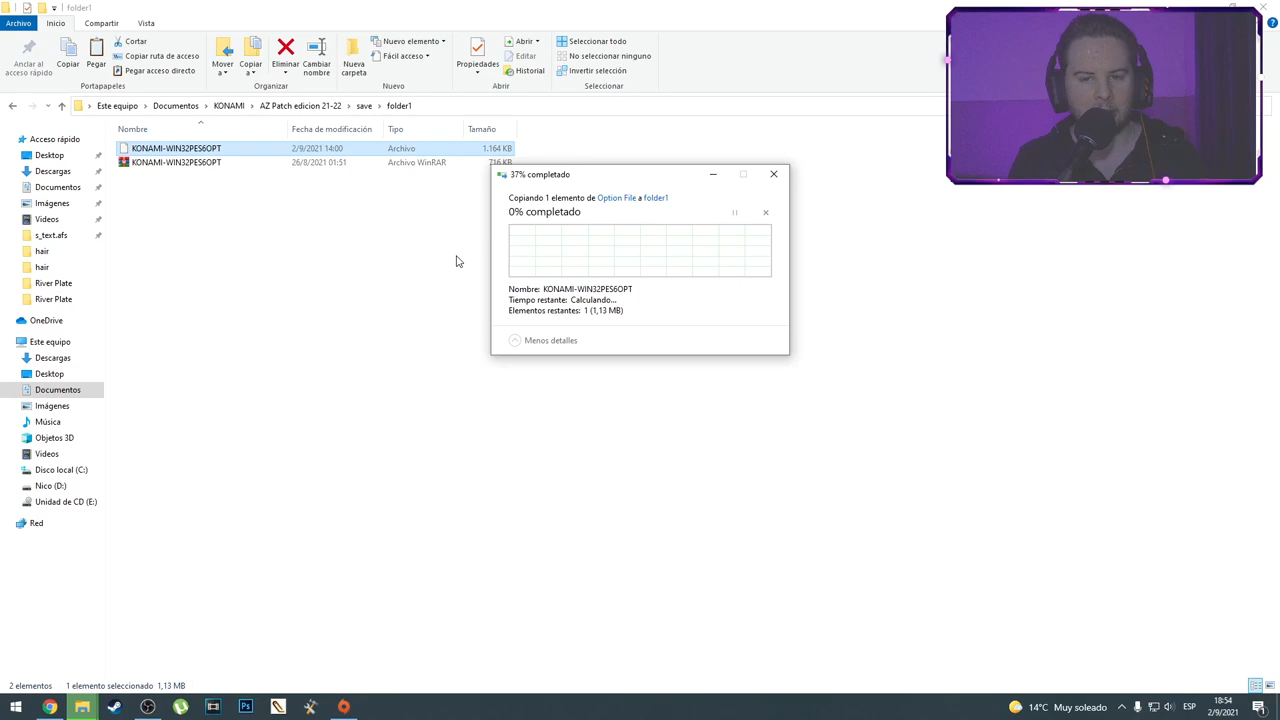 folder1
Archivo
Inicio
Compartir
Vista
Anclar al acceso rápido
Copiar
Pegar
Cortar
Copiar ruta de acceso
Pegar acceso directo
Portapapeles
Mover a
Copiar a
Eliminar
Cambiar nombre
Organizar
Nueva carpeta
Nuevo elemento
Fácil acceso
Nuevo
Propiedades
Abrir
Editar
Historial
Abrir
Seleccionar todo
No seleccionar ninguno
Invertir selección
Seleccionar
Este equipo > Documentos > KONAMI > AZ Patch edicion 21-22 > save > folder1
Nombre Fecha de modificación Tipo Tamaño
KONAMI-WIN32PES6OPT 2/9/2021 14:00 Archivo 1.164 KB
KONAMI-WIN32PES6OPT 26/8/2021 01:51 Archivo WinRAR 716 KB
Acceso rápido
Desktop
Descargas
Documentos
Imágenes
Videos
s_text.afs
hair
hair
River Plate
River Plate
OneDrive
Este equipo
Descargas
Desktop
Documentos
Imágenes
Música
Objetos 3D
Videos
Disco local (C:)
Nico (D:)
Unidad de CD (E:)
Red
37% completado
Copiando 1 elemento de Option File a folder1
0% completado
Nombre: KONAMI-WIN32PES6OPT
Tiempo restante: Calculando...
Elementos restantes: 1 (1,13 MB)
Menos detalles
2 elementos 1 elemento seleccionado 1,13 MB
14°C Muy soleado
ESP
18:54
2/9/2021